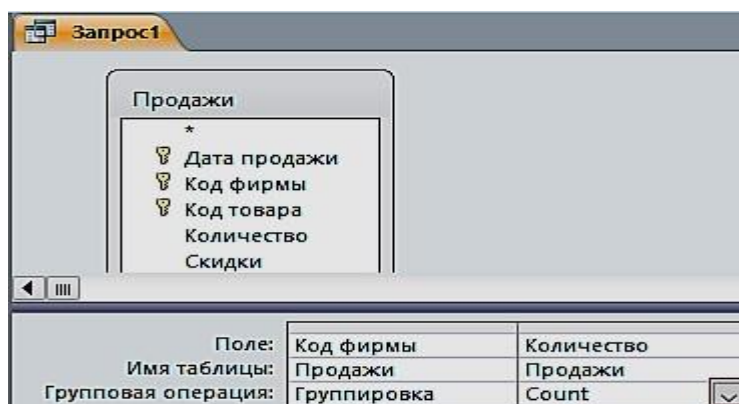 Запрос1
Продажи
*
Дата продажи
Код фирмы
Код товара
Количество
Скидки
Поле: Код фирмы Количество
Имя таблицы: Продажи Продажи
Групповая операция: Группировка Count